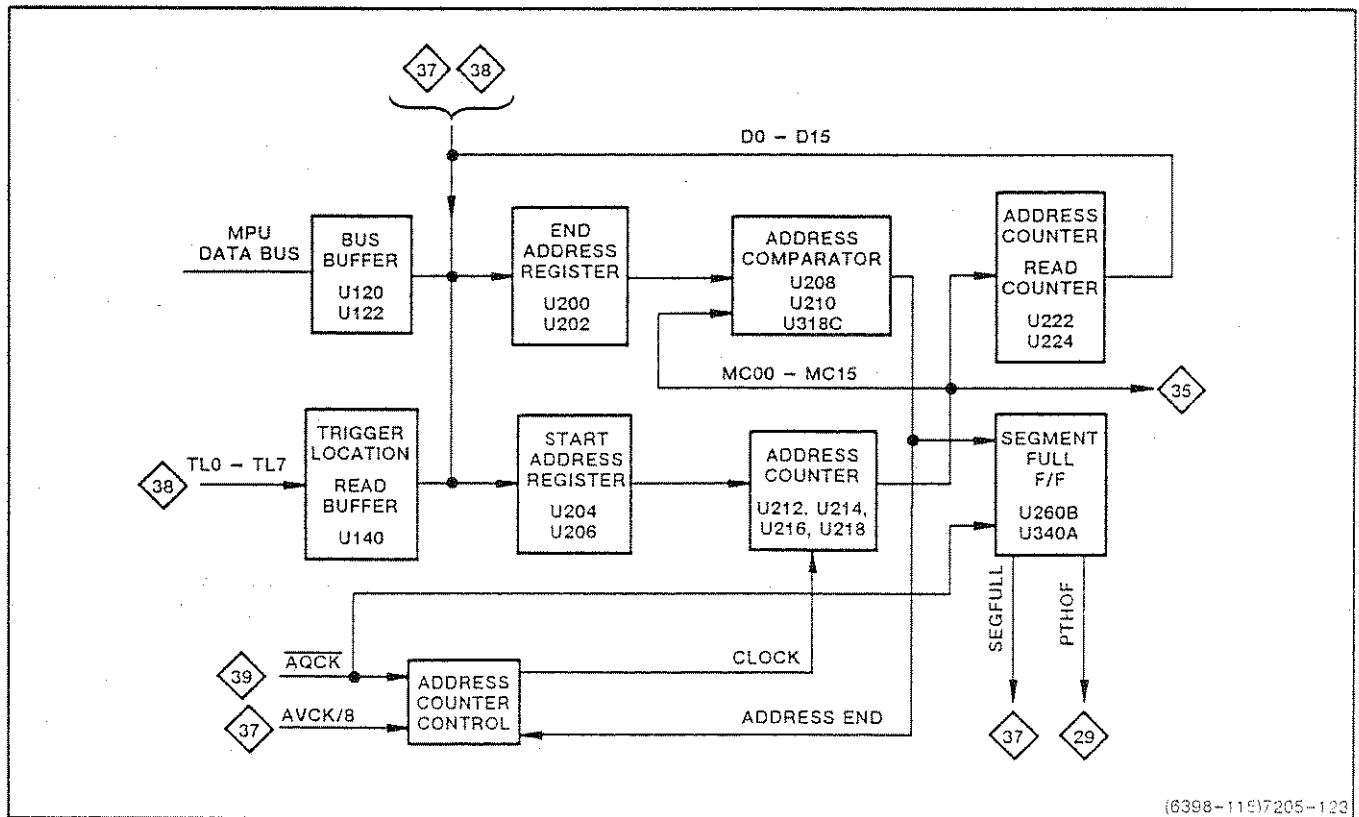 37 38
D0 - D15
MPU
DATA BUS
BUS
BUFFER
U120
U122
END
ADDRESS
REGISTER
U200
U202
ADDRESS
COMPARATOR
U208
U210
U318C
ADDRESS
COUNTER
READ
COUNTER
U222
U224
MC00 - MC15
35
38
TL0 - TL7
TRIGGER
LOCATION
READ
BUFFER
U140
START
ADDRESS
REGISTER
U204
U206
ADDRESS
COUNTER
U212, U214,
U216, U218
SEGMENT
FULL
F/F
U260B
U340A
SEGFULL
PTHOF
39
AQCK
37
AVCK/8
ADDRESS
COUNTER
CONTROL
CLOCK
ADDRESS END
37
29
(6398-115)7205-123